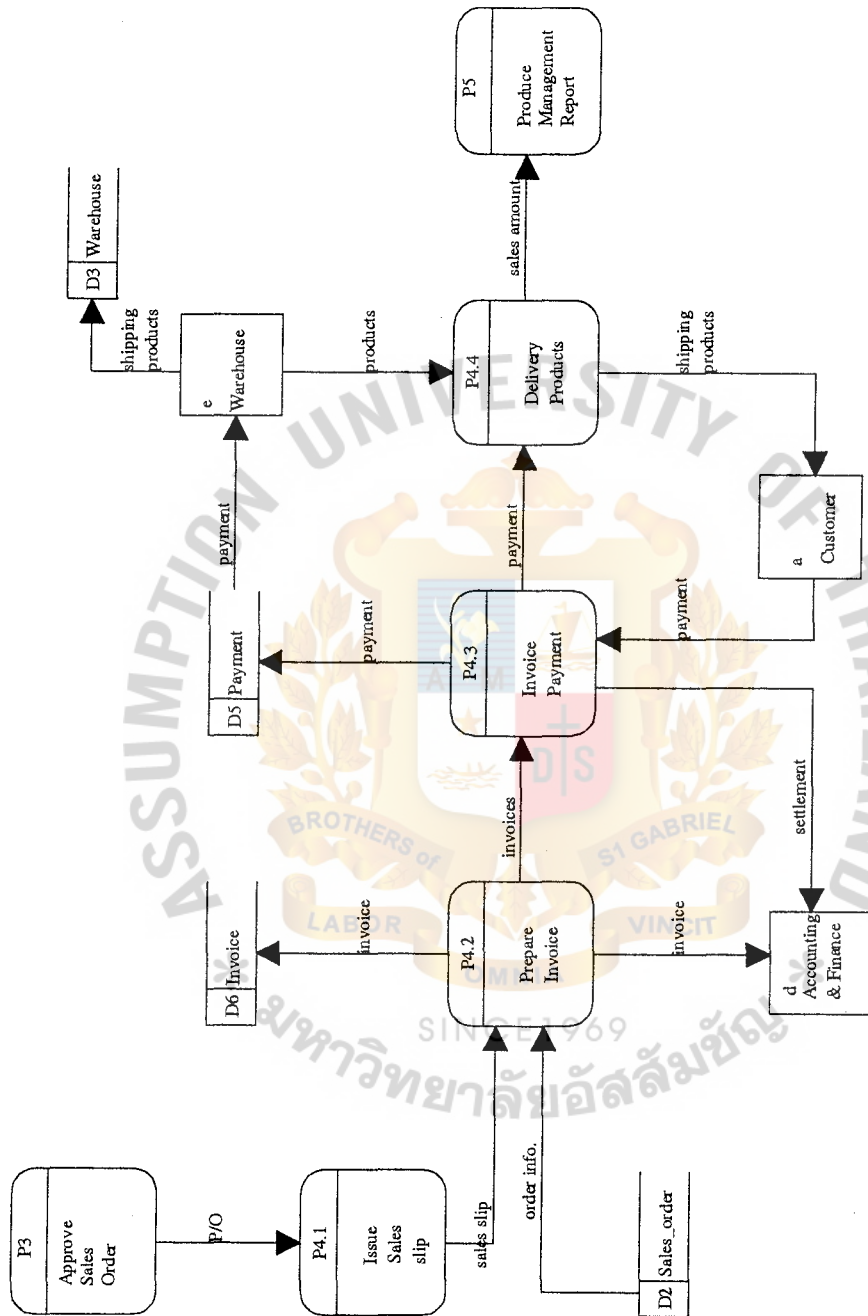 P3
Approve
Sales
Order
P/O
P4.1
Issue
Sales
slip
sales slip
D2 Sales_order
order info.
D6 Invoice
invoice
P4.2
Prepare
Invoice
invoice
d
Accounting
& Finance
invoices
D5 Payment
payment
payment
P4.3
Invoice
Payment
settlement
payment
a
Customer
payment
D3 Warehouse
shipping
products
e
Warehouse
products
P4.4
Delivery
Products
shipping
products
sales amount
P5
Produce
Management
Report
ASSUMPTION UNIVERSITY OF
BROTHERS of
ST GABRIEL
LABOR
OMNIA
VINCIT
D S
SINCE 1969
* มหาวิทยาลัยอัสสัมชัญ *